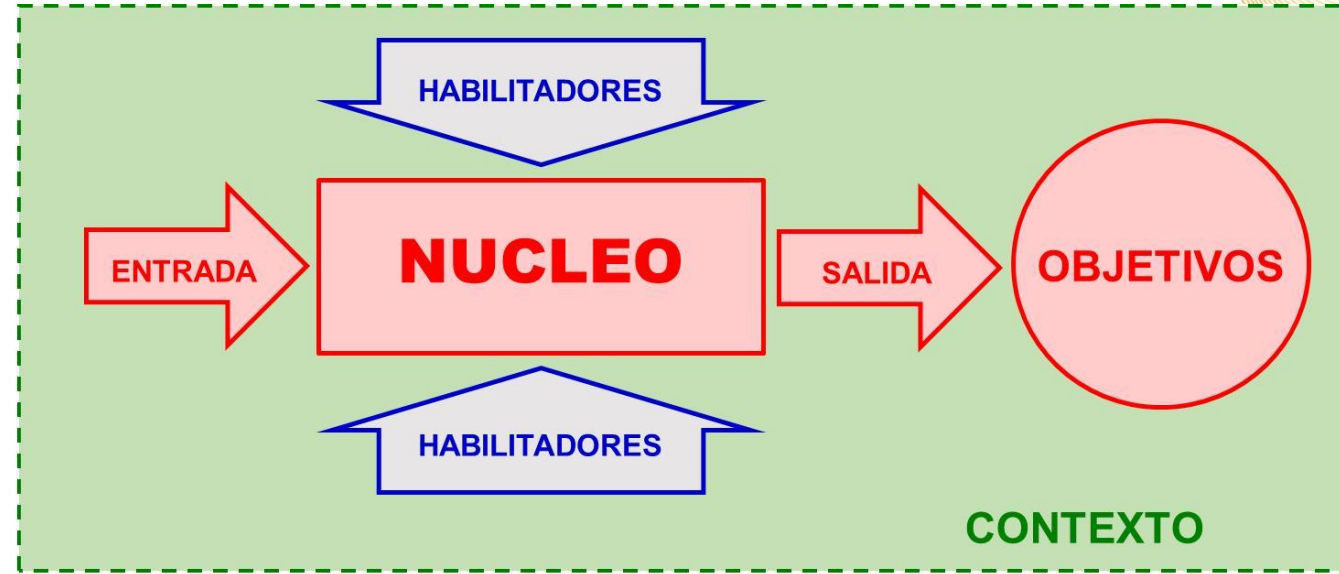 HABILITADORES
ENTRADA
NUCLEO
SALIDA
OBJETIVOS
HABILITADORES
CONTEXTO